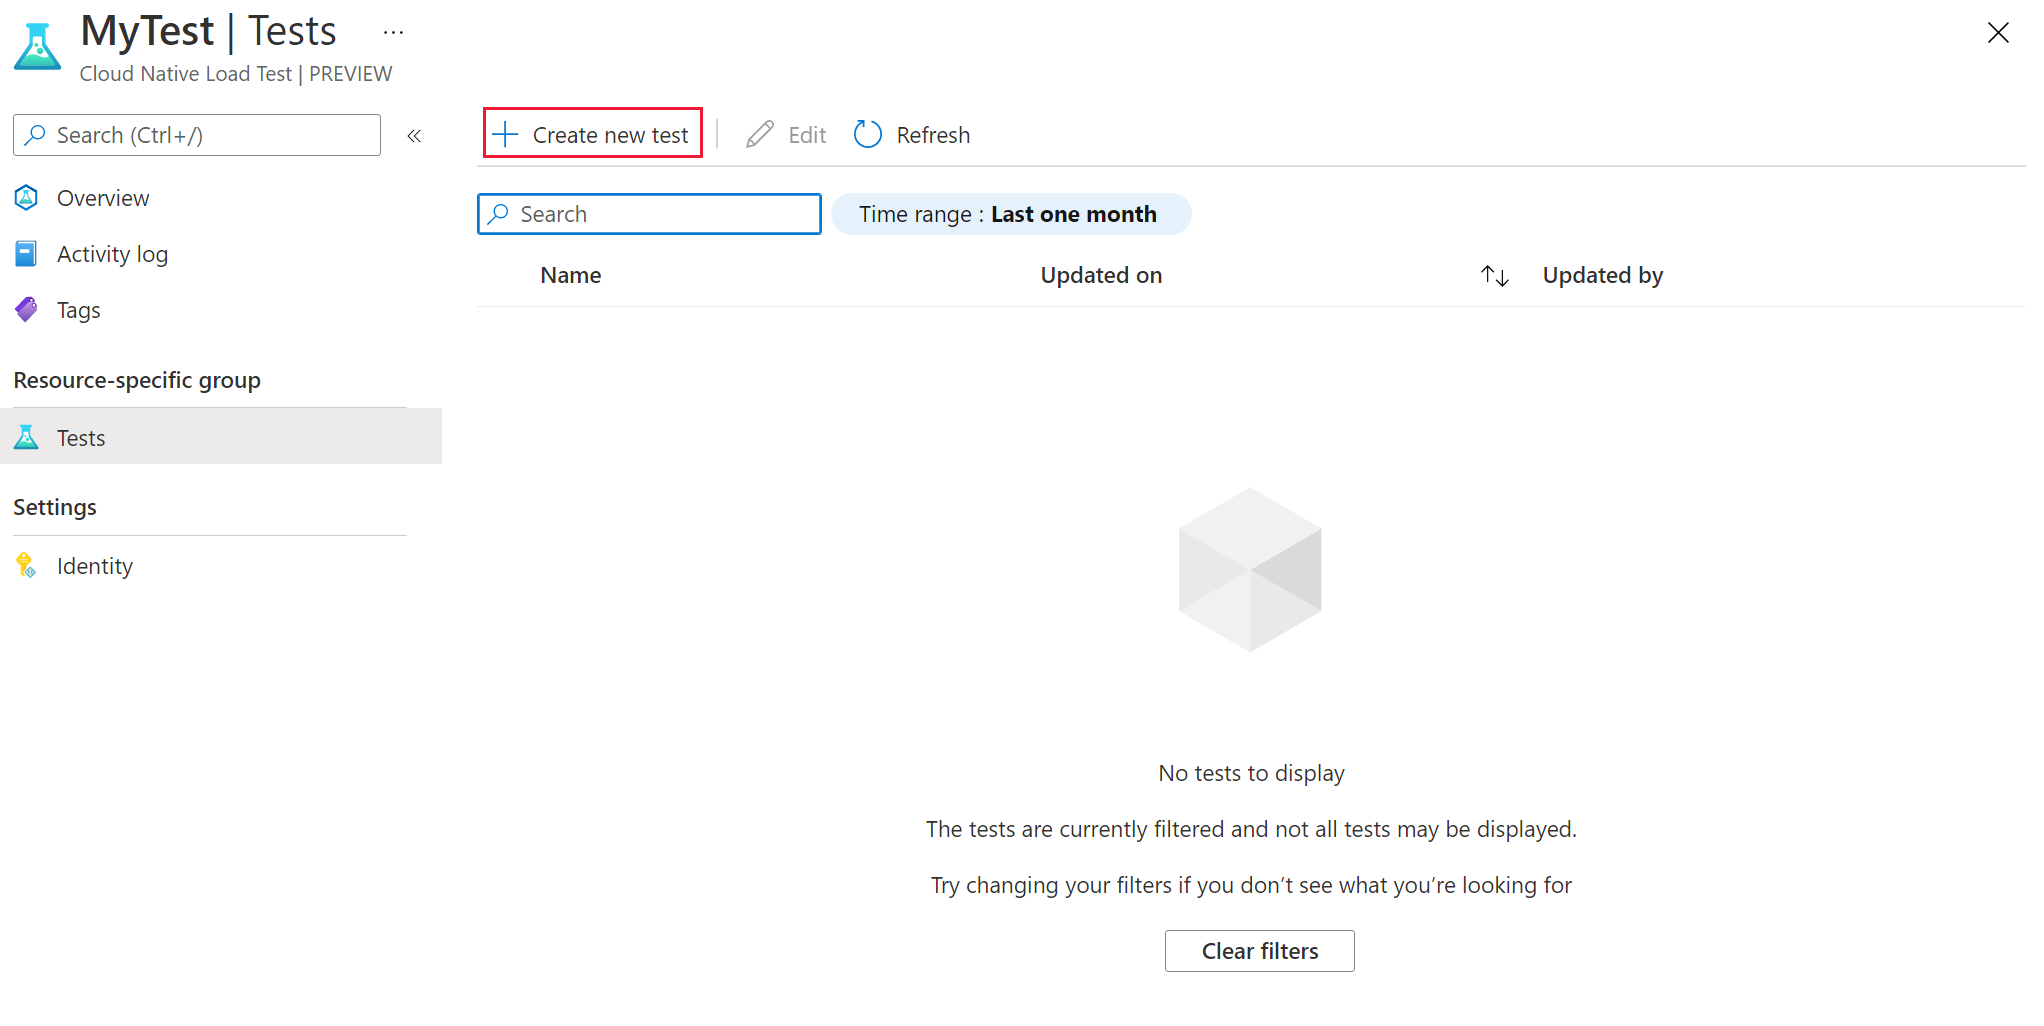 MyTest | Tests ...
Cloud Native Load Test | PREVIEW
Search (Ctrl+/)
Overview
Activity log
Tags
Resource-specific group
Tests
Settings
Identity
Create new test
Edit
Refresh
Search
Time range : Last one month
Name Updated on Updated by
No tests to display
The tests are currently filtered and not all tests may be displayed.
Try changing your filters if you don’t see what you’re looking for
Clear filters